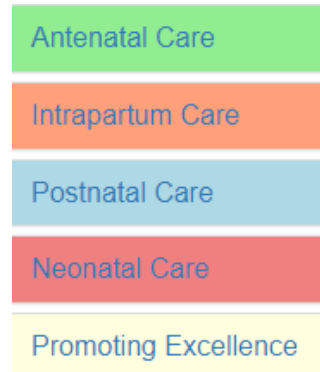 Antenatal Care
Intrapartum Care
Postnatal Care
Neonatal Care
Promoting Excellence